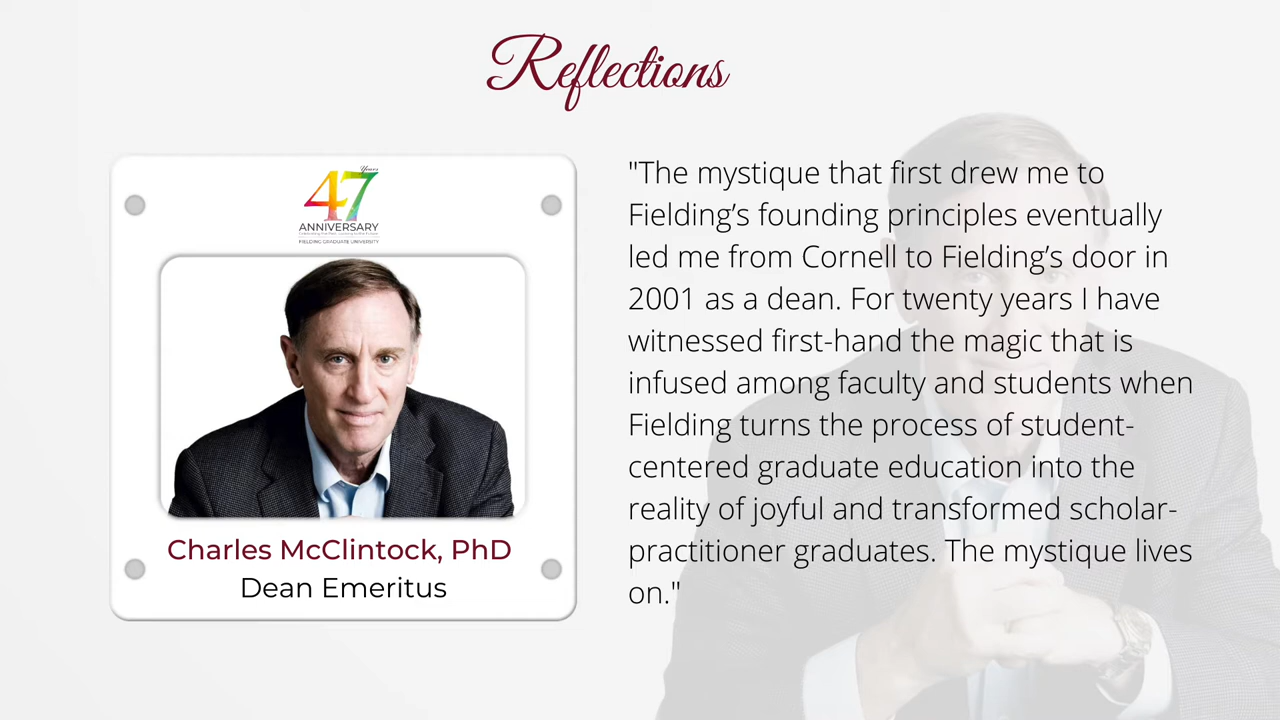 Reflections
47
Years
ANNIVERSARY
FIELDING GRADUATE UNIVERSITY
Charles McClintock, PhD
Dean Emeritus
"The mystique that first drew me to
Fielding’s founding principles eventually
led me from Cornell to Fielding’s door in
2001 as a dean. For twenty years I have
witnessed first-hand the magic that is
infused among faculty and students when
Fielding turns the process of student-
centered graduate education into the
reality of joyful and transformed scholar-
practitioner graduates. The mystique lives
on."